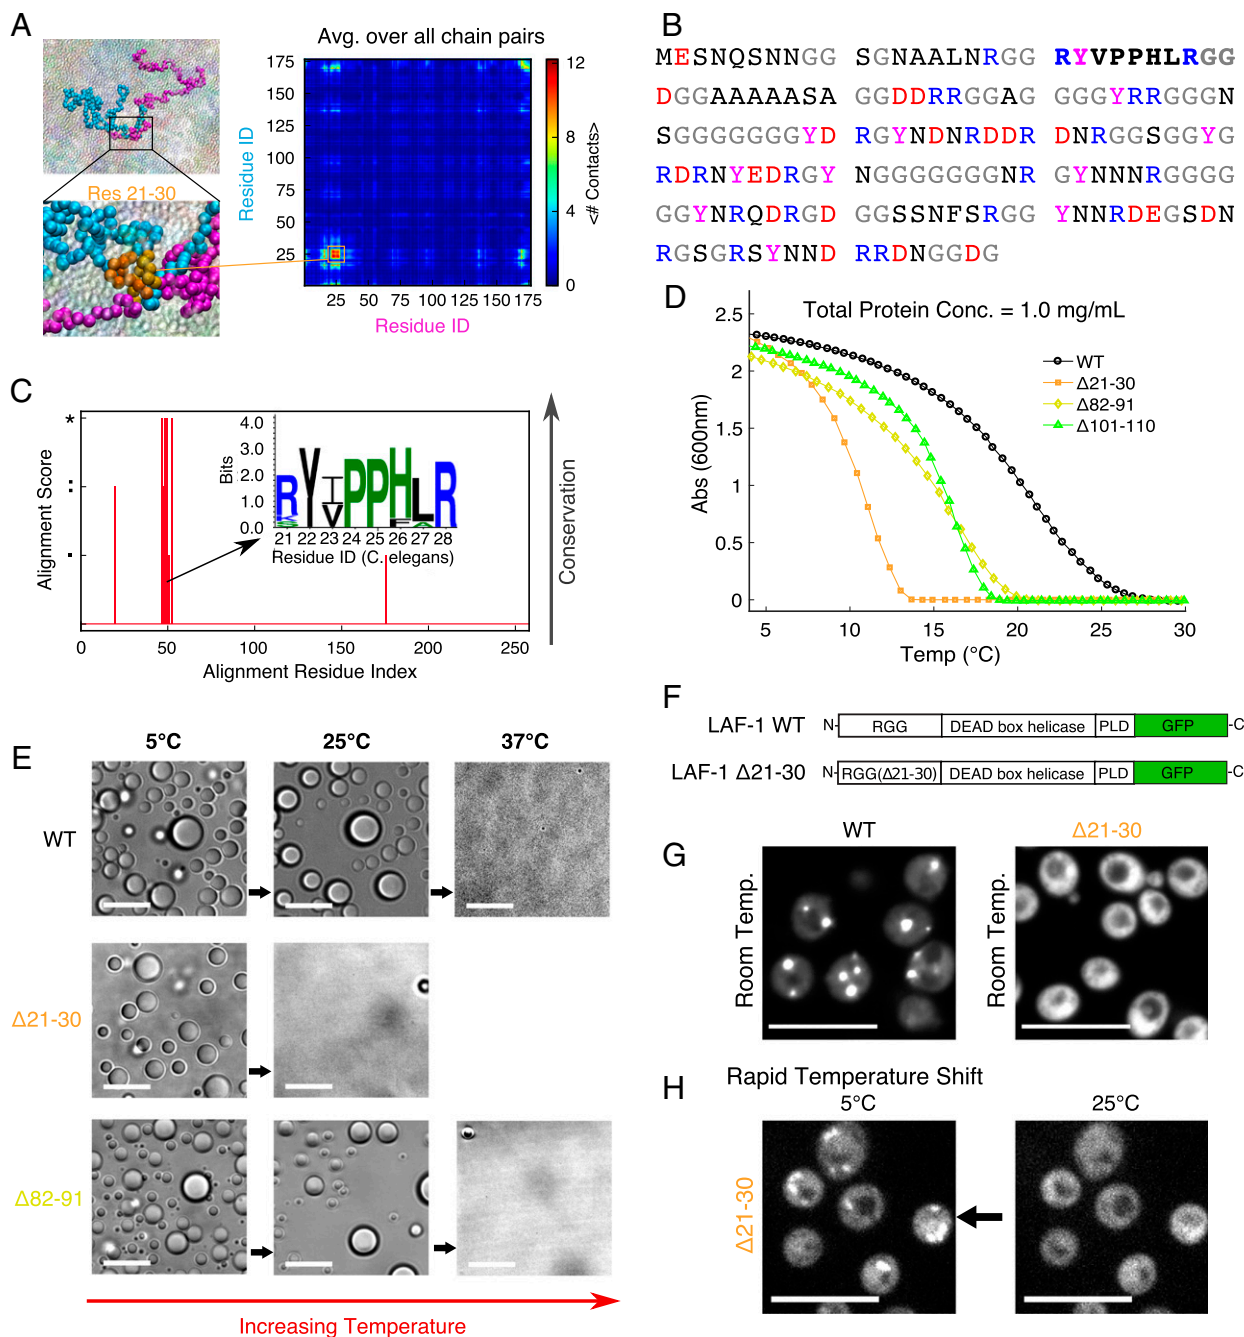 A
Avg. over all chain pairs
Res 21-30
Residue ID
175
150
125
100
75
50
25
25 50 75 100 125 150 175
Residue ID
12
8
4
0
<# Contacts>
B
MESNQSNNGG SGNAALNRGG RYVPPHLRGG
DGGAAAAASA GGDDRRGGAG GGGYRRGGGN
SGGGGGGGYD RGYNDNRDDR DNRGGSGGYG
RDRNYEDRGY NGGGGGGGNR GYNNNRGGGG
GGYNRQDRGD GGSSNFSRGG YNNRDEGSDN
RGSGRSYNND RRDNGGDG
C
Alignment Score
*
:
.
0 50 100 150 200 250
Alignment Residue Index
Conservation
Bits
4.0
3.0
2.0
1.0
0.0
RYIPPHLR
V F
21 22 23 24 25 26 27 28
Residue ID (C. elegans)
D
Total Protein Conc. = 1.0 mg/mL
WT
Δ21-30
Δ82-91
Δ101-110
Abs (600nm)
2.5
2
1.5
1
0.5
0
5 10 15 20 25 30
Temp (°C)
E
5°C 25°C 37°C
WT
Δ21-30
Δ82-91
Increasing Temperature
F
LAF-1 WT N- RGG DEAD box helicase PLD GFP -C
LAF-1 Δ21-30 N- RGG(Δ21-30) DEAD box helicase PLD GFP -C
G
WT Δ21-30
Room Temp.
Room Temp.
H
Rapid Temperature Shift
5°C 25°C
Δ21-30